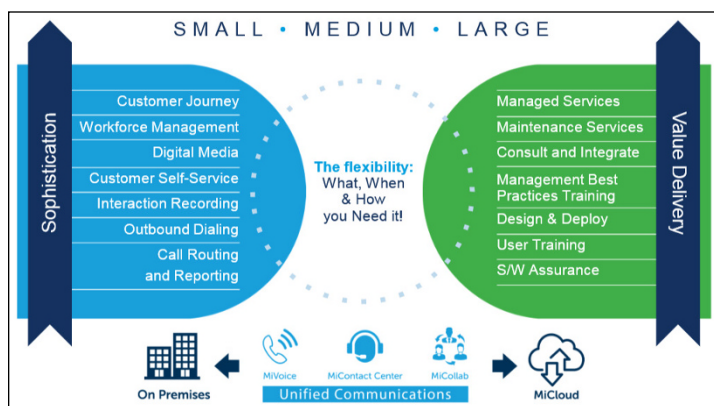 SMALL • MEDIUM • LARGE
Sophistication
Customer Journey
Workforce Management
Digital Media
Customer Self-Service
Interaction Recording
Outbound Dialing
Call Routing
and Reporting
The flexibility:
What, When
& How
you Need it!
Managed Services
Maintenance Services
Consult and Integrate
Management Best
Practices Training
Design & Deploy
User Training
S/W Assurance
Value Delivery
On Premises
MiVoice
MiContact Center
MiCollab
Unified Communications
MiCloud